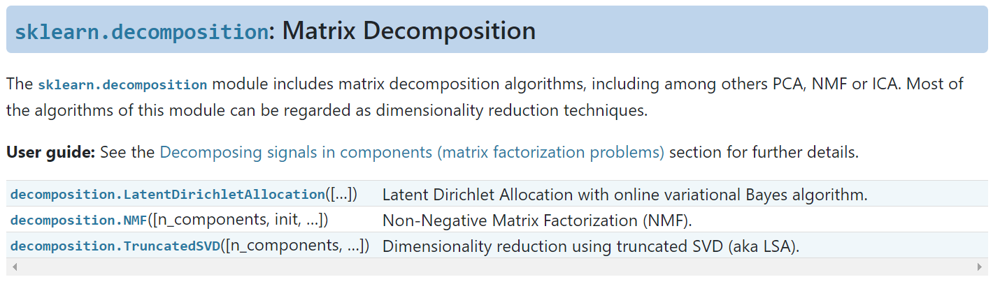 sklearn.decomposition: Matrix Decomposition
The sklearn.decomposition module includes matrix decomposition algorithms, including among others PCA, NMF or ICA. Most of
the algorithms of this module can be regarded as dimensionality reduction techniques.
User guide: See the Decomposing signals in components (matrix factorization problems) section for further details.
decomposition.LatentDirichletAllocation([...]) Latent Dirichlet Allocation with online variational Bayes algorithm.
decomposition.NMF([n_components, init, ...]) Non-Negative Matrix Factorization (NMF).
decomposition.TruncatedSVD([n_components, ...]) Dimensionality reduction using truncated SVD (aka LSA).